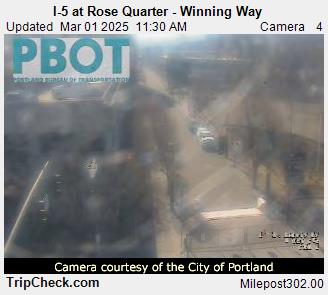 I-5 at Rose Quarter - Winning Way
Updated Mar 01 2025 11:30 AM Camera 4
PBOT
PORTLAND BUREAU OF TRANSPORTATION
Camera courtesy of the City of Portland
TripCheck.com Milepost302.00